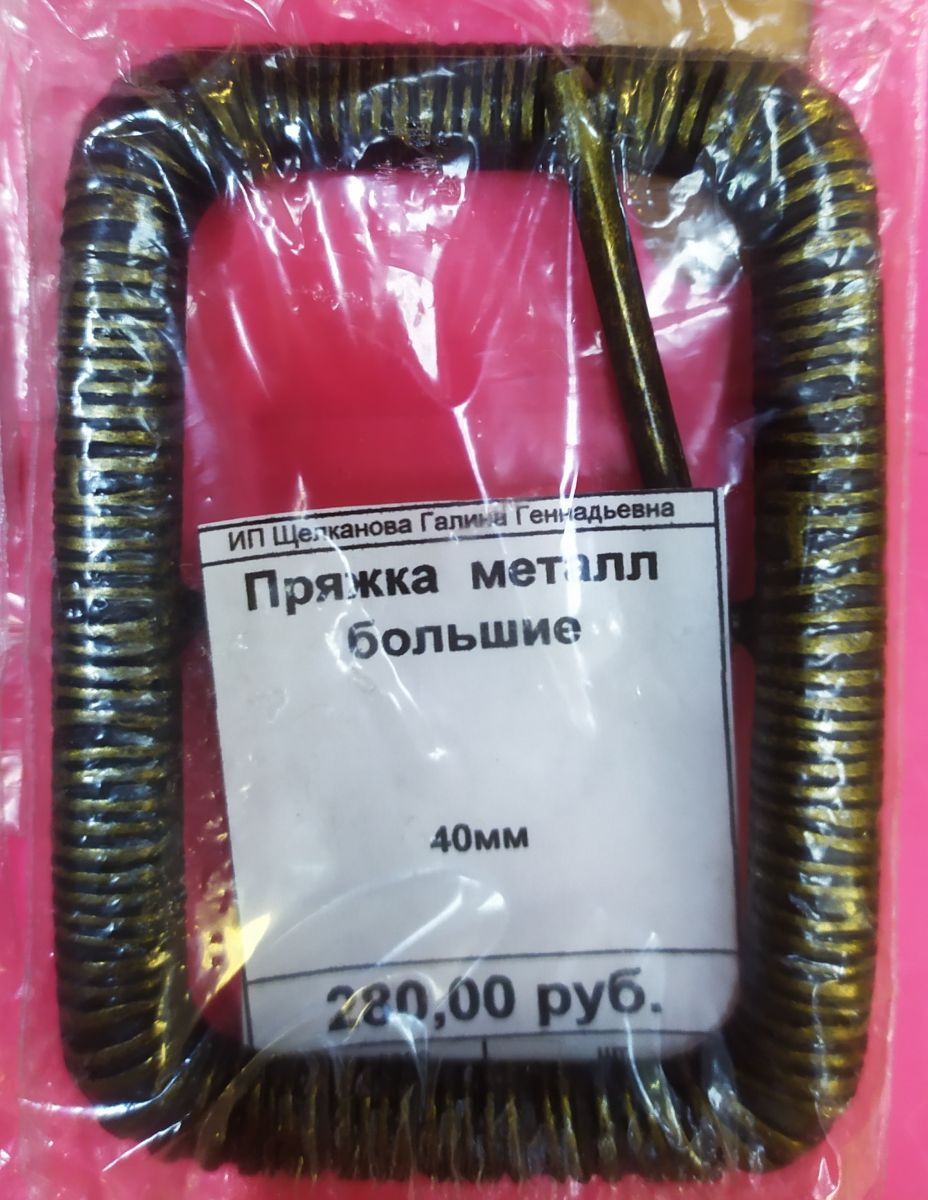 ИП Щелканова Галина Геннадьевна
Пряжка металл
большие
40мм
280,00 руб.